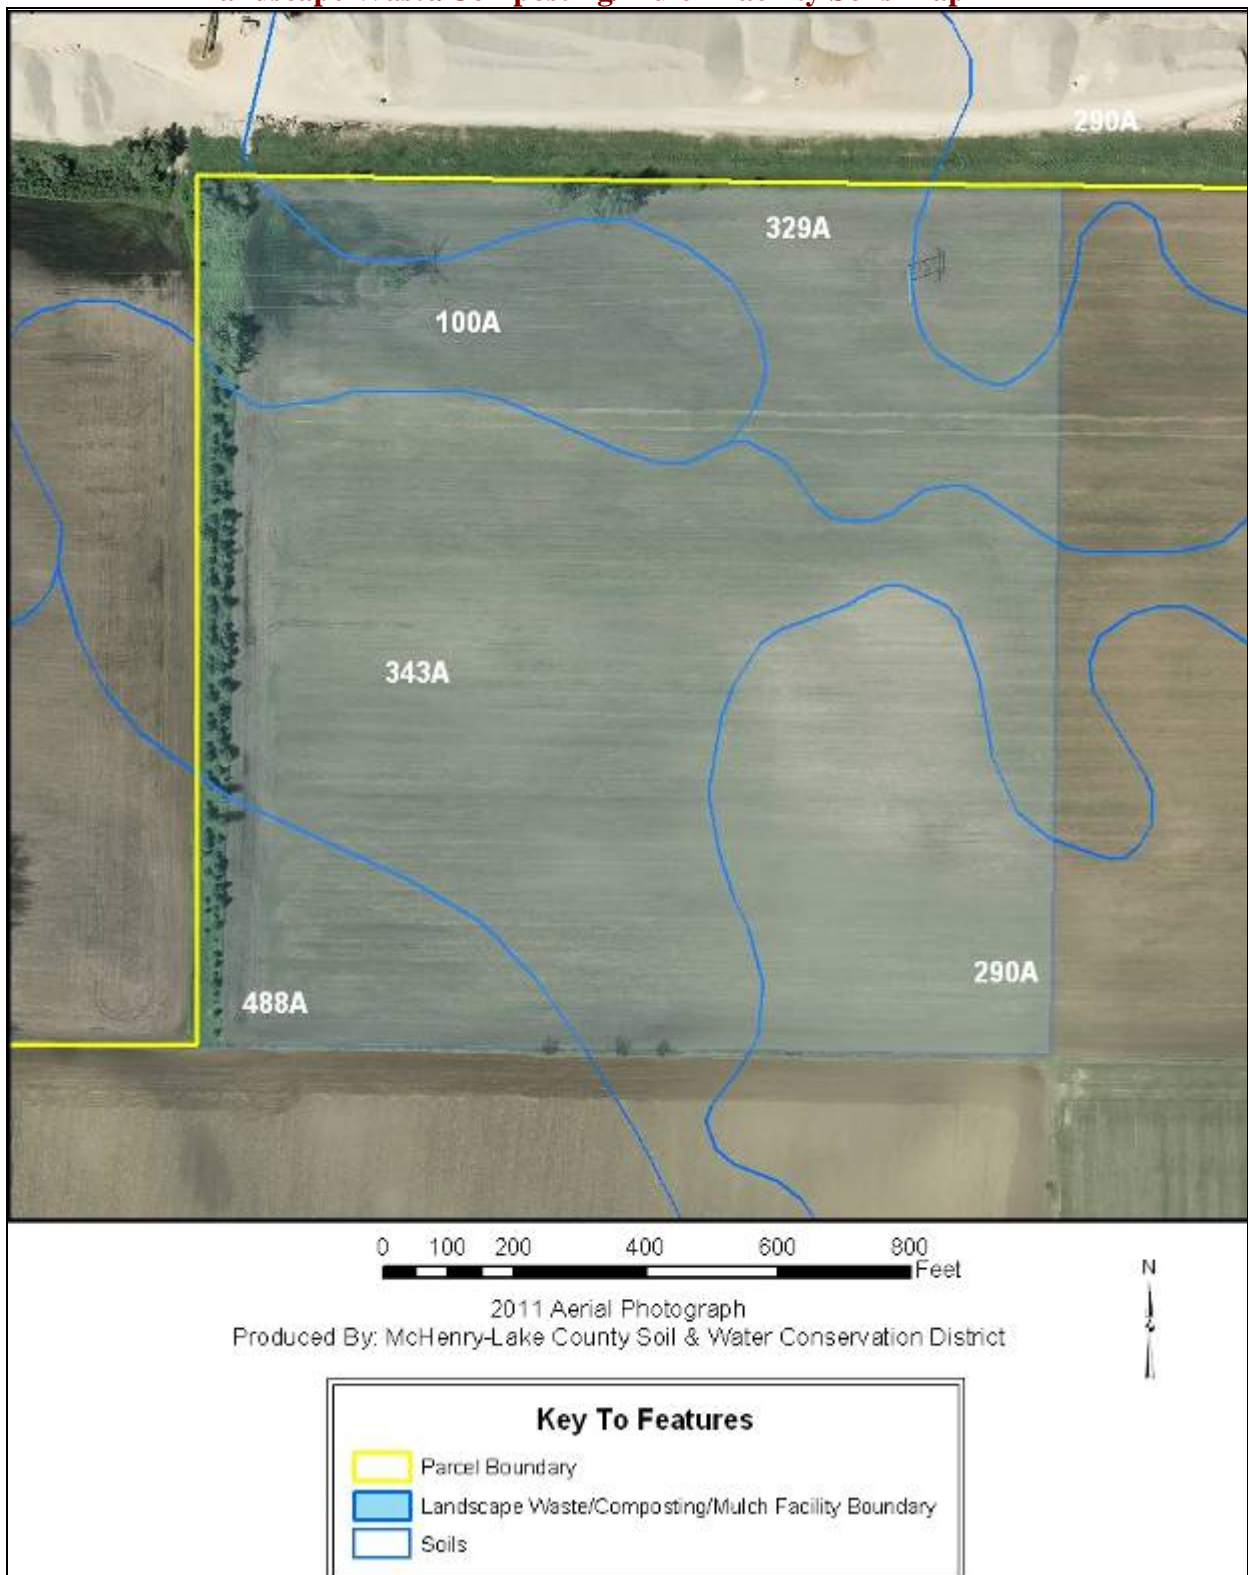 290A
329A
100A
343A
290A
488A
0 100 200 400 600 800
Feet
N
2011 Aerial Photograph
Produced By: McHenry-Lake County Soil & Water Conservation District
Key To Features
Parcel Boundary
Landscape Waste/Composting/Mulch Facility Boundary
Soils